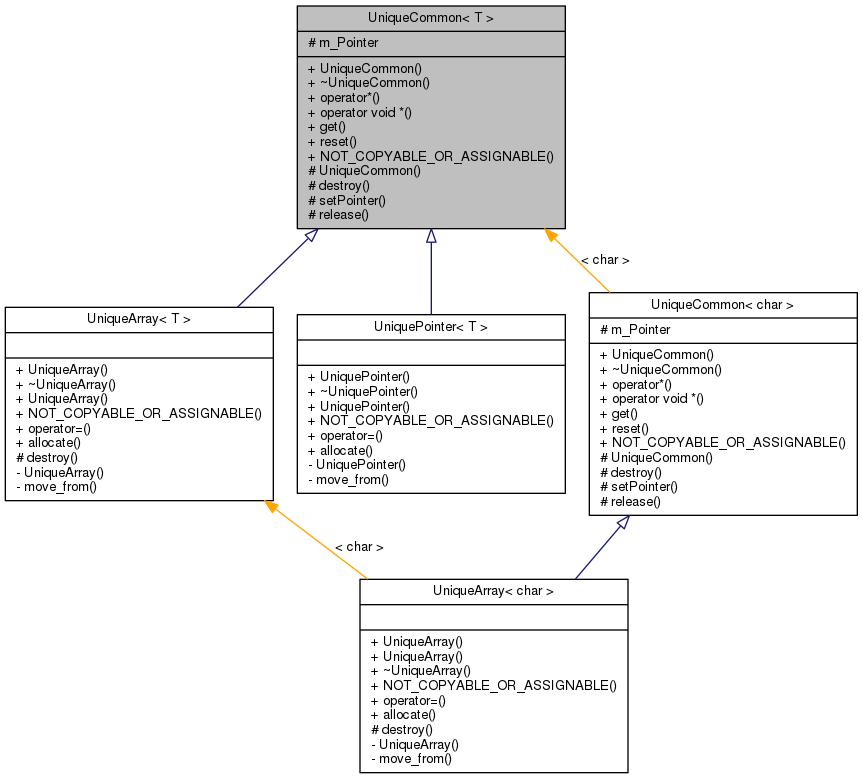 UniqueCommon< T >
# m_Pointer
+ UniqueCommon()
+ ~UniqueCommon()
+ operator*()
+ operator void *()
+ get()
+ reset()
+ NOT_COPYABLE_OR_ASSIGNABLE()
# UniqueCommon()
# destroy()
# setPointer()
# release()
< char >
UniqueArray< T >
+ UniqueArray()
+ ~UniqueArray()
+ UniqueArray()
+ NOT_COPYABLE_OR_ASSIGNABLE()
+ operator=()
+ allocate()
# destroy()
- UniqueArray()
- move_from()
UniquePointer< T >
+ UniquePointer()
+ ~UniquePointer()
+ UniquePointer()
+ NOT_COPYABLE_OR_ASSIGNABLE()
+ operator=()
+ allocate()
- UniquePointer()
- move_from()
UniqueCommon< char >
# m_Pointer
+ UniqueCommon()
+ ~UniqueCommon()
+ operator*()
+ operator void *()
+ get()
+ reset()
+ NOT_COPYABLE_OR_ASSIGNABLE()
# UniqueCommon()
# destroy()
# setPointer()
# release()
< char >
UniqueArray< char >
+ UniqueArray()
+ UniqueArray()
+ ~UniqueArray()
+ NOT_COPYABLE_OR_ASSIGNABLE()
+ operator=()
+ allocate()
# destroy()
- UniqueArray()
- move_from()